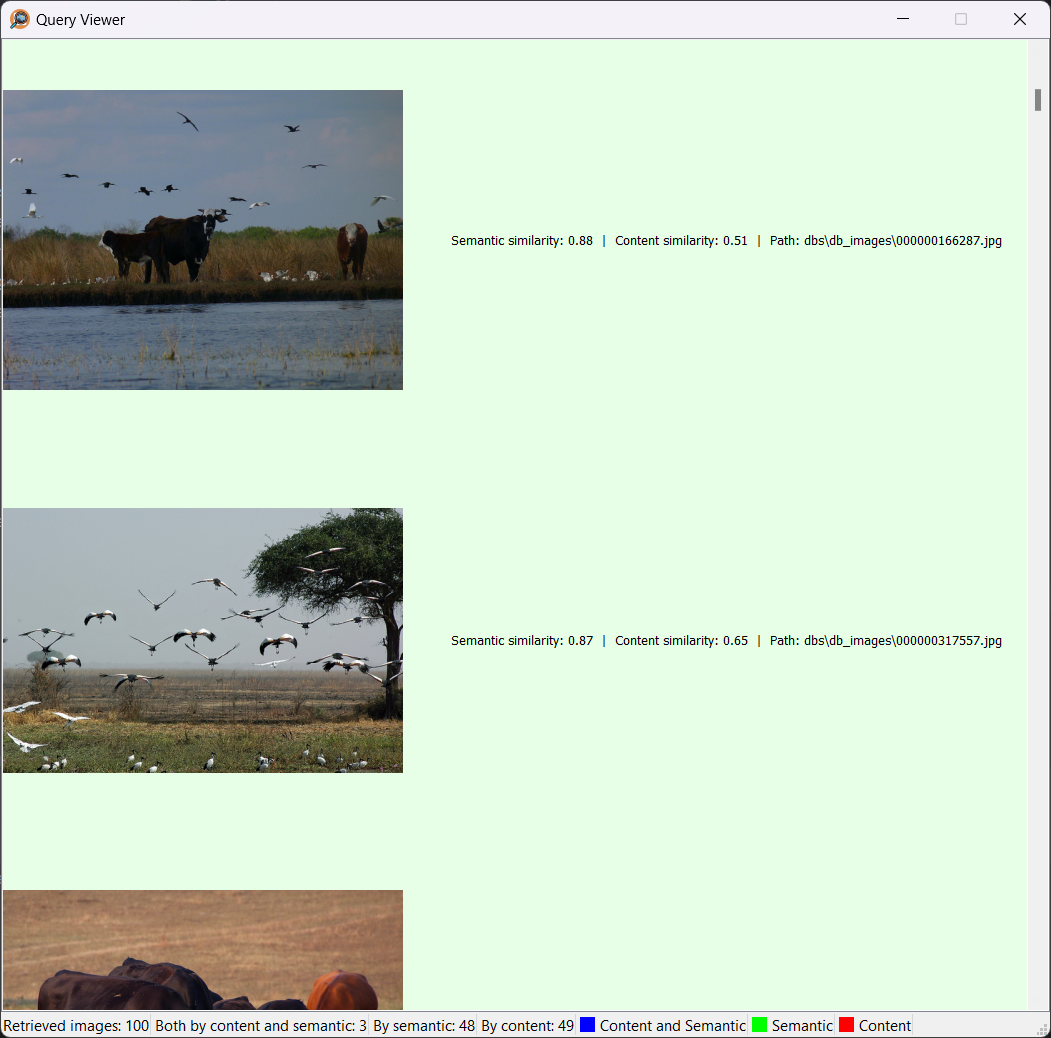 Query Viewer
Semantic similarity: 0.88 | Content similarity: 0.51 | Path: dbs\db_images\000000166287.jpg
Semantic similarity: 0.87 | Content similarity: 0.65 | Path: dbs\db_images\000000317557.jpg
Retrieved images: 100 Both by content and semantic: 3 By semantic: 48 By content: 49 Content and Semantic Semantic Content